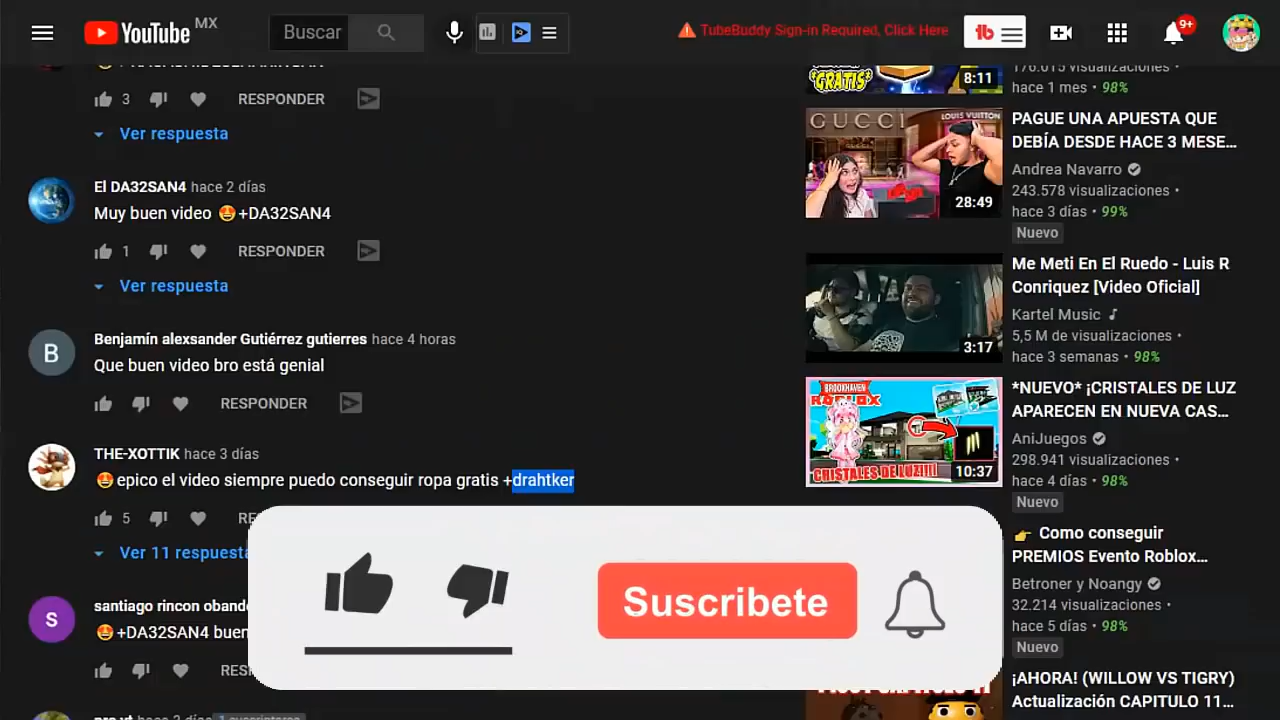 YouTube MX
Buscar
TubeBuddy Sign-in Required, Click Here
9+
3
RESPONDER
Ver respuesta
El DA32SAN4 hace 2 días
Muy buen video 🤩+DA32SAN4
1
RESPONDER
Ver respuesta
Benjamín alexsander Gutiérrez gutierres hace 4 horas
Que buen video bro está genial
RESPONDER
THE-XOTTIK hace 3 días
🤩epico el video siempre puedo conseguir ropa gratis +drahtker
5
Ver 11 respuesta
santiago rincon obando
🤩+DA32SAN4 buen
Suscribete
*GRATIS*
8:11
176.015 visualizaciones •
hace 1 mes • 98%
GUCCI
LOUIS VUITTON
28:49
PAGUE UNA APUESTA QUE
DEBÍA DESDE HACE 3 MESE...
Andrea Navarro
243.578 visualizaciones •
hace 3 días • 99%
Nuevo
3:17
Me Meti En El Ruedo - Luis R
Conriquez [Video Oficial]
Kartel Music
5,5 M de visualizaciones •
hace 3 semanas • 98%
BROOKHAVEN
ROBLOX
CRISTALES DE LUZ!!!!
10:37
*NUEVO* ¡CRISTALES DE LUZ
APARECEN EN NUEVA CAS...
AniJuegos
298.941 visualizaciones •
hace 4 días • 98%
Nuevo
👉 Como conseguir
PREMIOS Evento Roblox...
Betroner y Noangy
32.214 visualizaciones •
hace 5 días • 98%
Nuevo
¡AHORA! (WILLOW VS TIGRY)
Actualización CAPITULO 11...